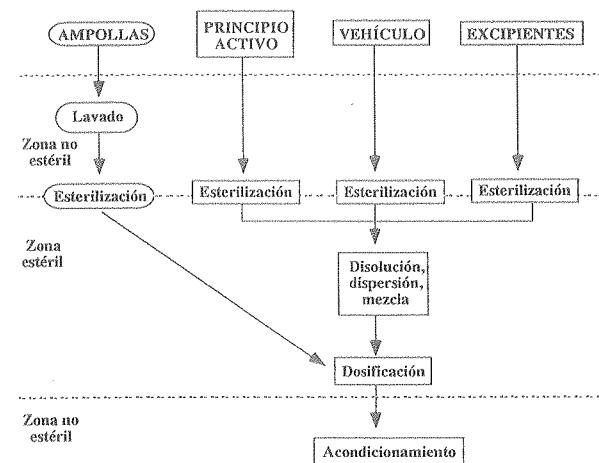 AMPOLLAS
PRINCIPIO
ACTIVO
VEHÍCULO
EXCIPIENTES
Lavado
Zona no
estéril
Esterilización
Esterilización
Esterilización
Esterilización
Zona
estéril
Disolución,
dispersión,
mezcla
Dosificación
Zona no
estéril
Acondicionamiento